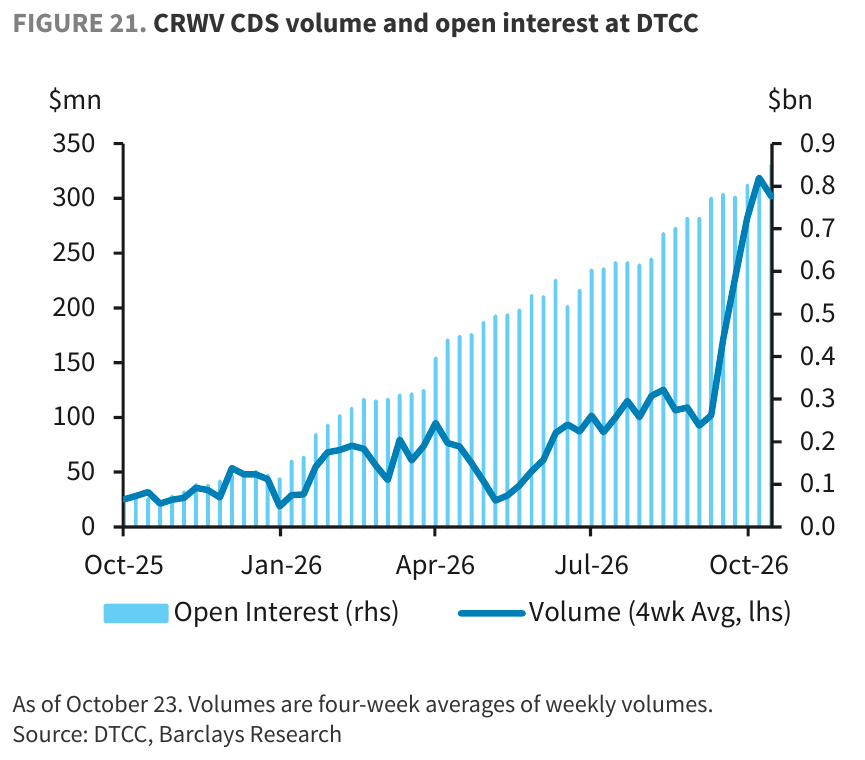 FIGURE 21. CRWV CDS volume and open interest at DTCC
$mn $bn
350 0.9
300 0.8
0.7
250 0.6
200 0.5
150 0.4
100 0.3
0.2
50 0.1
0 0.0
Oct-25 Jan-26 Apr-26 Jul-26 Oct-26
Open Interest (rhs) Volume (4wk Avg, lhs)
As of October 23. Volumes are four-week averages of weekly volumes.
Source: DTCC, Barclays Research